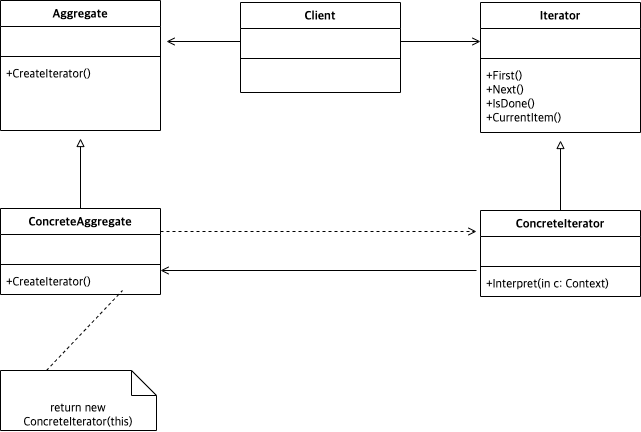 Aggregate
+CreateIterator()
Client
Iterator
+First()
+Next()
+IsDone()
+CurrentItem()
ConcreteAggregate
+CreateIterator()
ConcreteIterator
+Interpret(in c: Context)
return new
ConcreteIterator(this)